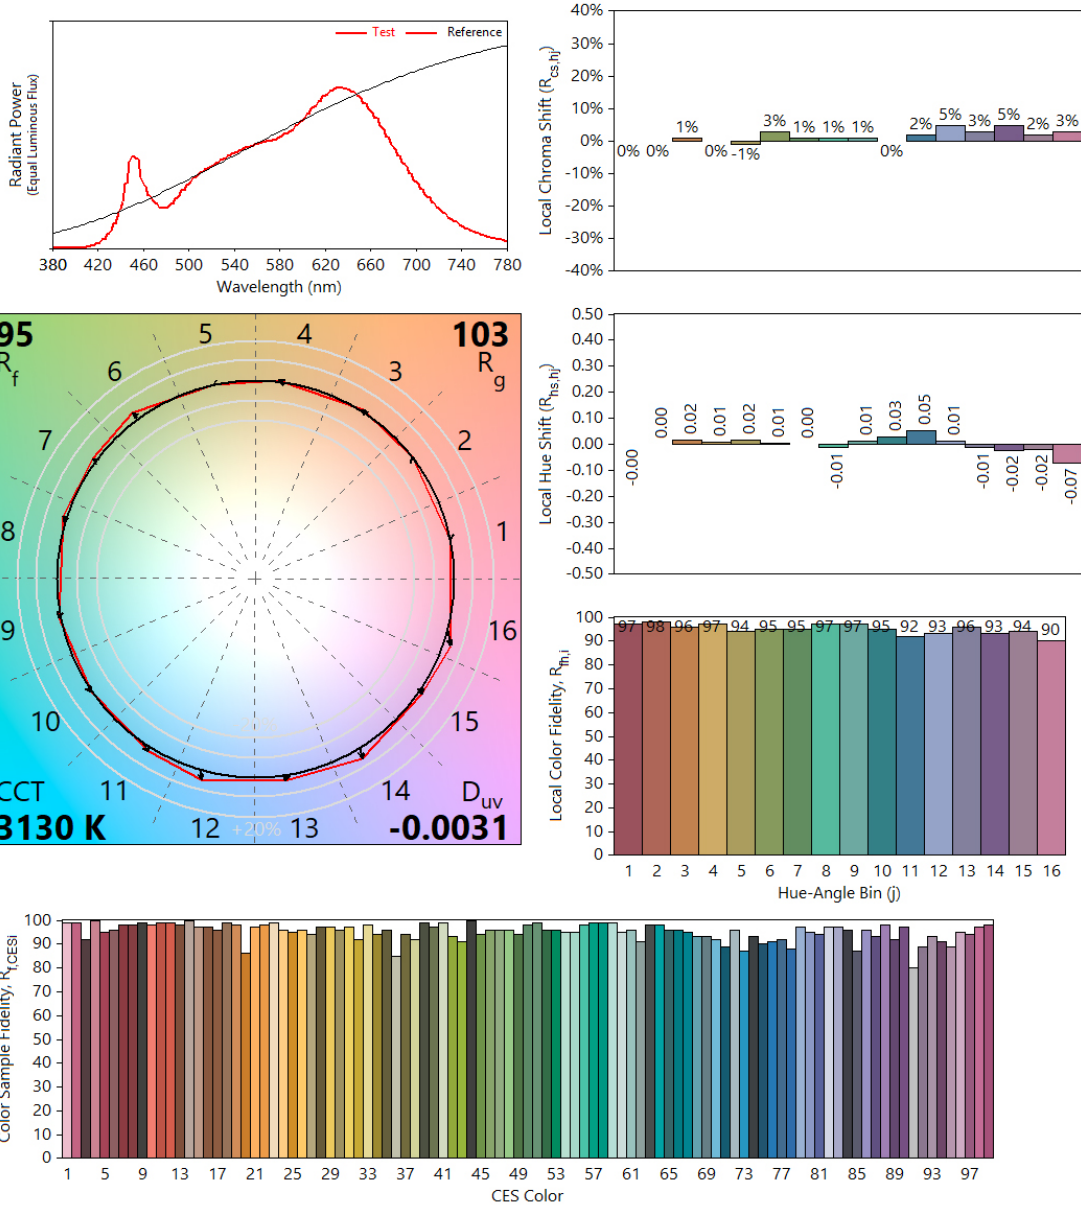 Test
Reference
Radiant Power
(Equal Luminous Flux)
380 420 460 500 540 580 620 660 700 740 780
Wavelength (nm)
40%
30%
20%
10%
0%
-10%
-20%
-30%
-40%
Local Chroma Shift (Rcs,hj)
0% 0% 1% 0% -1% 3% 1% 1% 1% 0% 2% 5% 3% 5% 2% 3%
95
Rf
103
Rg
1
2
3
4
5
6
7
8
9
10
11
12
13
14
15
16
+20%
CCT
3130 K
Duv
-0.0031
0.50
0.40
0.30
0.20
0.10
0.00
-0.10
-0.20
-0.30
-0.40
-0.50
Local Hue Shift (Rhs,hj)
-0.00 0.00 0.02 0.01 0.02 0.01 0.00 -0.01 0.01 0.03 0.05 0.01 -0.01 -0.02 -0.02 -0.07
100
90
80
70
60
50
40
30
20
10
0
Local Color Fidelity, Rfh,i
97 98 96 97 94 95 95 97 97 95 92 93 96 93 94 90
1 2 3 4 5 6 7 8 9 10 11 12 13 14 15 16
Hue-Angle Bin (j)
100
90
80
70
60
50
40
30
20
10
0
Color Sample Fidelity, Rf,CESi
1 5 9 13 17 21 25 29 33 37 41 45 49 53 57 61 65 69 73 77 81 85 89 93 97
CES Color